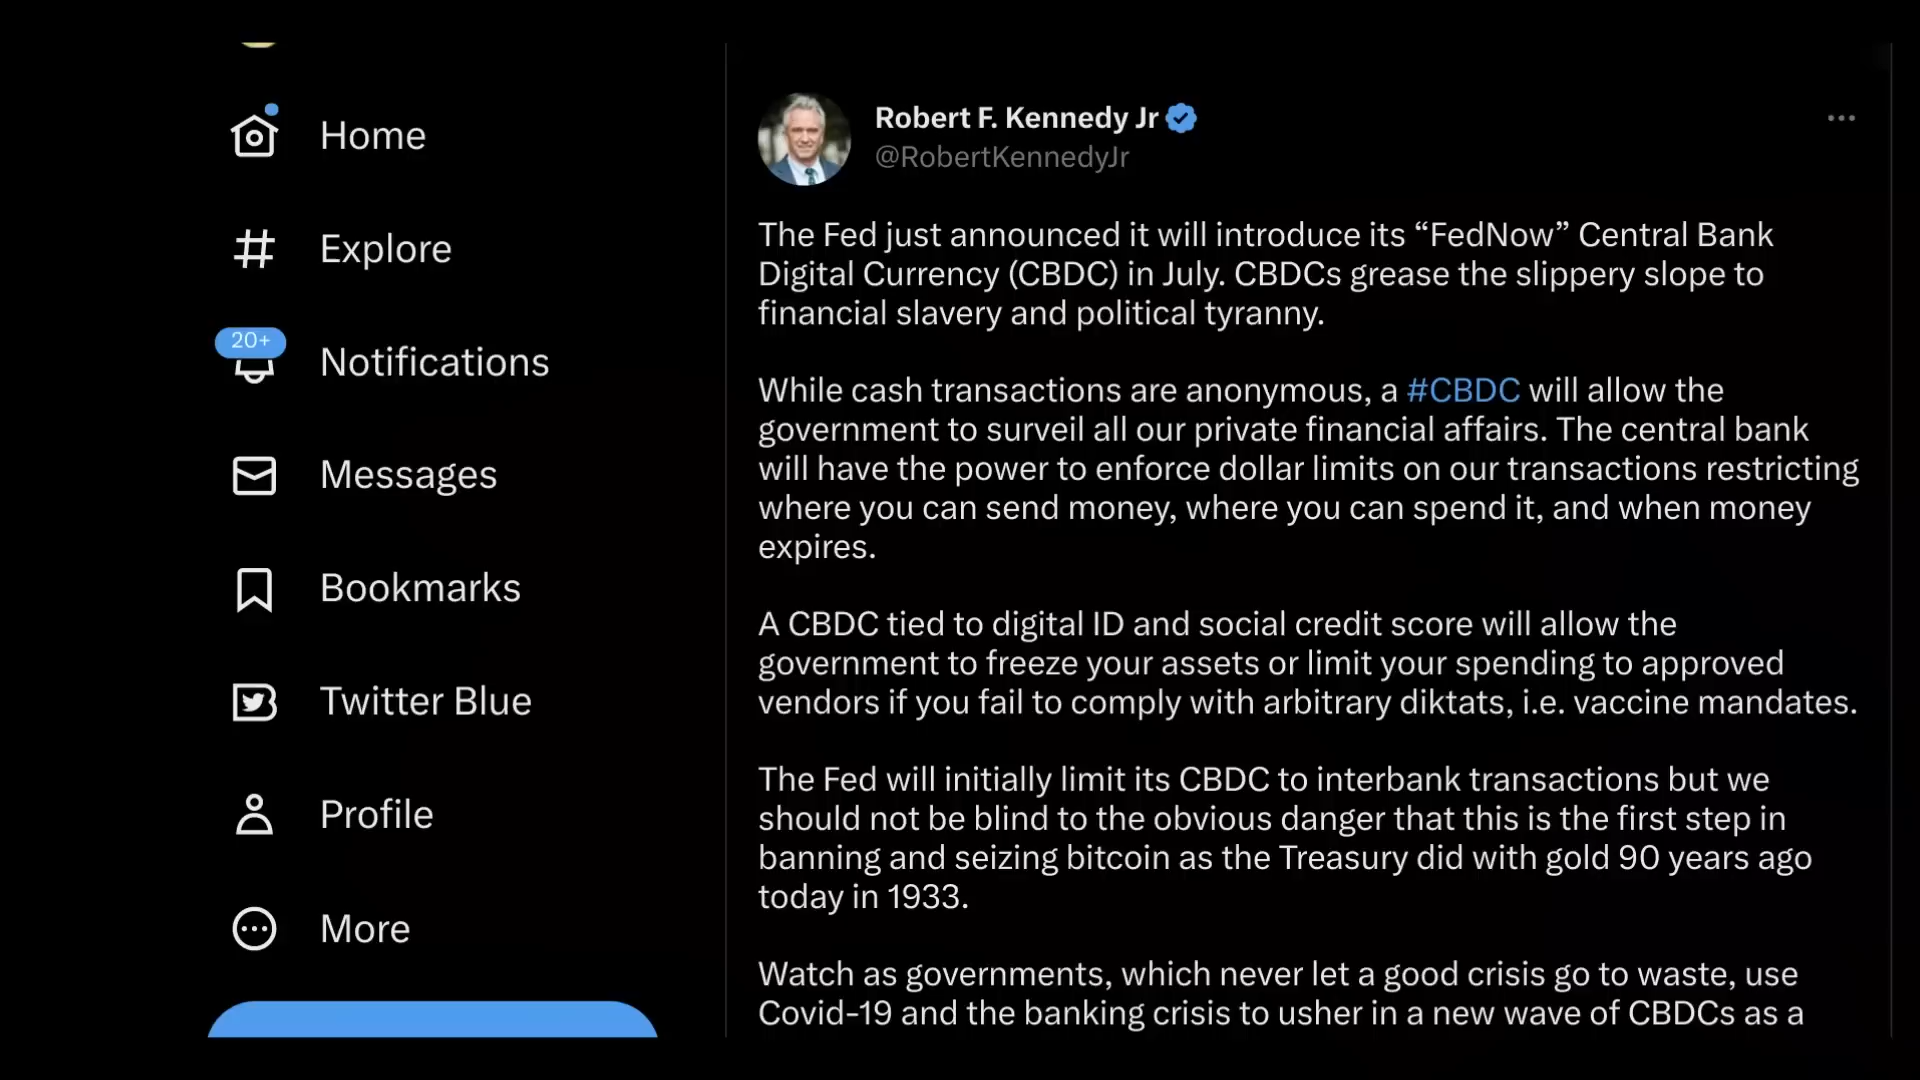 Home
Explore
20+
Notifications
Messages
Bookmarks
Twitter Blue
Profile
More
Robert F. Kennedy Jr
@RobertKennedyJr
The Fed just announced it will introduce its “FedNow” Central Bank
Digital Currency (CBDC) in July. CBDCs grease the slippery slope to
financial slavery and political tyranny.
While cash transactions are anonymous, a #CBDC will allow the
government to surveil all our private financial affairs. The central bank
will have the power to enforce dollar limits on our transactions restricting
where you can send money, where you can spend it, and when money
expires.
A CBDC tied to digital ID and social credit score will allow the
government to freeze your assets or limit your spending to approved
vendors if you fail to comply with arbitrary diktats, i.e. vaccine mandates.
The Fed will initially limit its CBDC to interbank transactions but we
should not be blind to the obvious danger that this is the first step in
banning and seizing bitcoin as the Treasury did with gold 90 years ago
today in 1933.
Watch as governments, which never let a good crisis go to waste, use
Covid-19 and the banking crisis to usher in a new wave of CBDCs as a